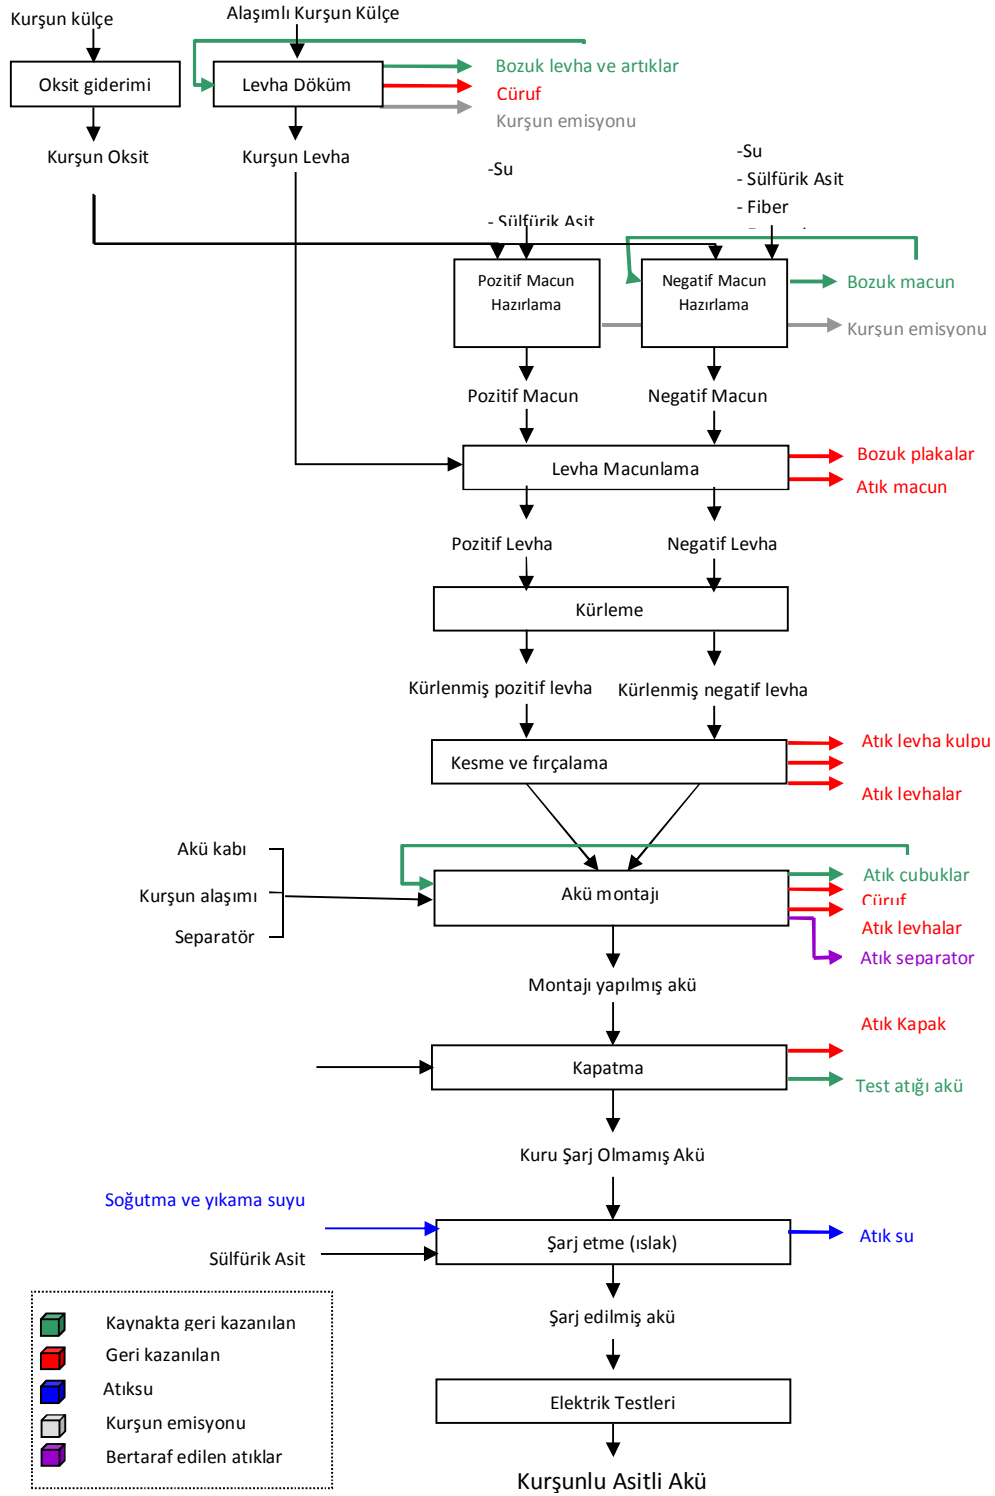 Kurşun külçe
Alaşımlı Kurşun Külçe
Oksit giderimi
Levha Döküm
Bozuk levha ve artıklar
Cüruf
Kurşun emisyonu
Kurşun Oksit
Kurşun Levha
-Su
- Sülfürik Asit
-Su
- Sülfürik Asit
- Fiber
Pozitif Macun
Hazırlama
Negatif Macun
Hazırlama
Bozuk macun
Kurşun emisyonu
Pozitif Macun
Negatif Macun
Levha Macunlama
Bozuk plakalar
Atık macun
Pozitif Levha
Negatif Levha
Kürleme
Kürlenmiş pozitif levha
Kürlenmiş negatif levha
Kesme ve fırçalama
Atık levha kulpu
Atık levhalar
Akü kabı
Kurşun alaşımı
Separatör
Akü montajı
Atık çubuklar
Cüruf
Atık levhalar
Atık separator
Montajı yapılmış akü
Atık Kapak
Kapatma
Test atığı akü
Kuru Şarj Olmamış Akü
Soğutma ve yıkama suyu
Sülfürik Asit
Şarj etme (ıslak)
Atık su
Şarj edilmiş akü
Elektrik Testleri
Kurşunlu Asitli Akü
Kaynakta geri kazanılan
Geri kazanılan
Atıksu
Kurşun emisyonu
Bertaraf edilen atıklar